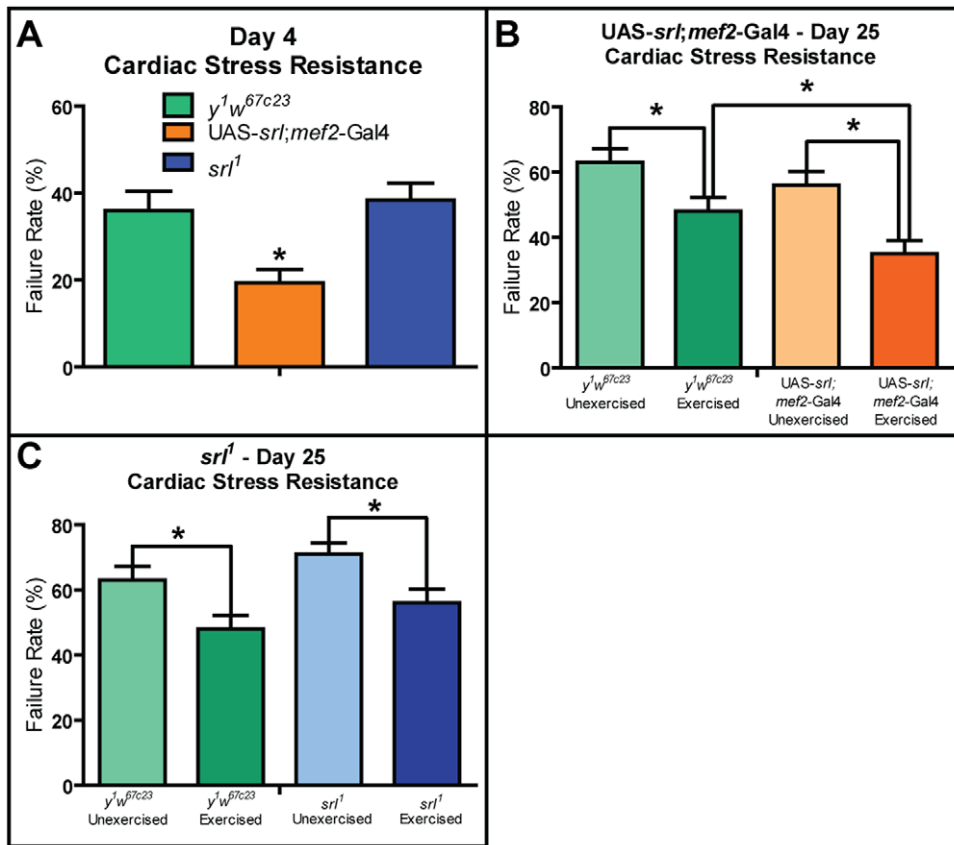 A
Day 4
Cardiac Stress Resistance
y¹w⁶⁷ᶜ²³
UAS-srl;mef2-Gal4
srl¹
Failure Rate (%)
60
40
20
0
*
B
UAS-srl;mef2-Gal4 - Day 25
Cardiac Stress Resistance
Failure Rate (%)
80
60
40
20
0
*
*
*
y¹w⁶⁷ᶜ²³
Unexercised
y¹w⁶⁷ᶜ²³
Exercised
UAS-srl;
mef2-Gal4
Unexercised
UAS-srl;
mef2-Gal4
Exercised
C
srl¹ - Day 25
Cardiac Stress Resistance
Failure Rate (%)
80
60
40
20
0
*
*
y¹w⁶⁷ᶜ²³
Unexercised
y¹w⁶⁷ᶜ²³
Exercised
srl¹
Unexercised
srl¹
Exercised